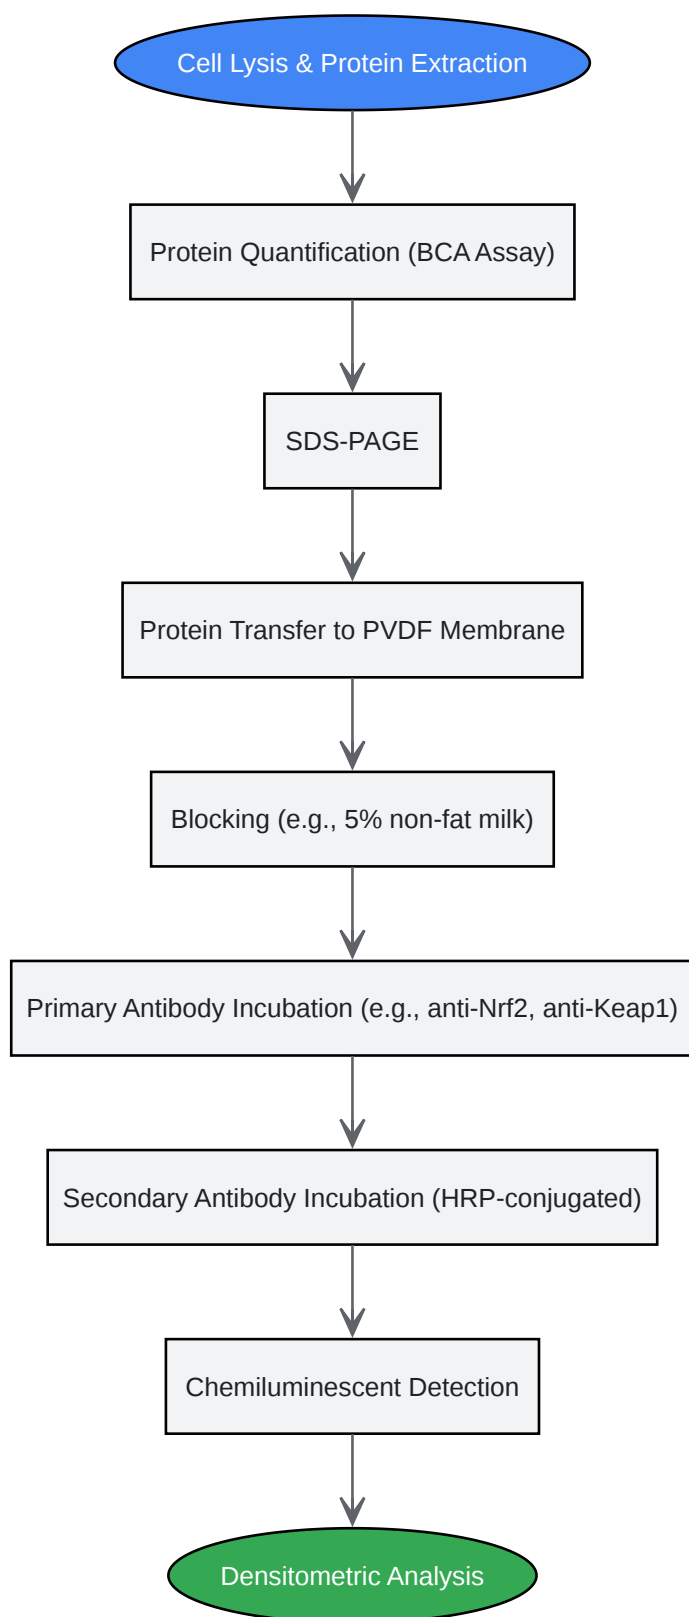 Cell Lysis & Protein Extraction
Protein Quantification (BCA Assay)
SDS-PAGE
Protein Transfer to PVDF Membrane
Blocking (e.g., 5% non-fat milk)
Primary Antibody Incubation (e.g., anti-Nrf2, anti-Keap1)
Secondary Antibody Incubation (HRP-conjugated)
Chemiluminescent Detection
Densitometric Analysis